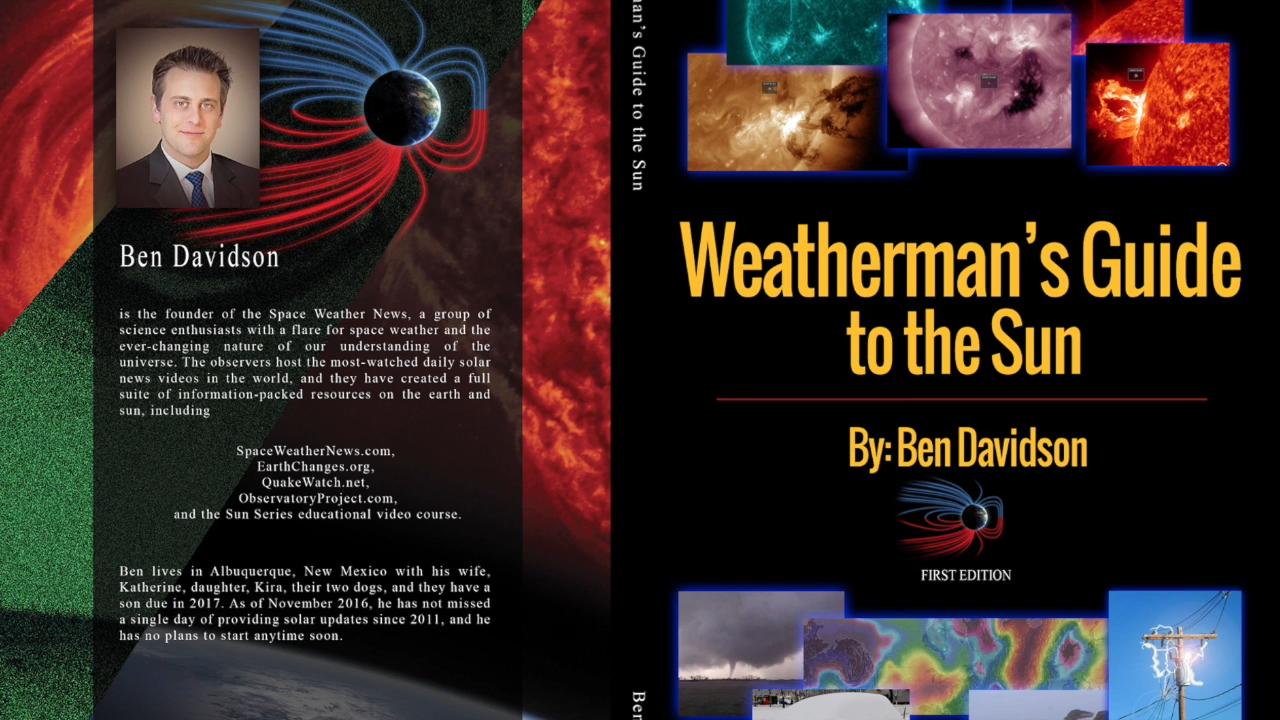 Ben Davidson
is the founder of the Space Weather News, a group of
science enthusiasts with a flare for space weather and the
ever-changing nature of our understanding of the
universe. The observers host the most-watched daily solar
news videos in the world, and they have created a full
suite of information-packed resources on the earth and
sun, including
SpaceWeatherNews.com,
EarthChanges.org,
QuakeWatch.net,
ObservatoryProject.com,
and the Sun Series educational video course.
Ben lives in Albuquerque, New Mexico with his wife,
Katherine, daughter, Kira, their two dogs, and they have a
son due in 2017. As of November 2016, he has not missed
a single day of providing solar updates since 2011, and he
has no plans to start anytime soon.
man's Guide to the Sun
Ben
Weatherman's Guide
to the Sun
By: Ben Davidson
FIRST EDITION